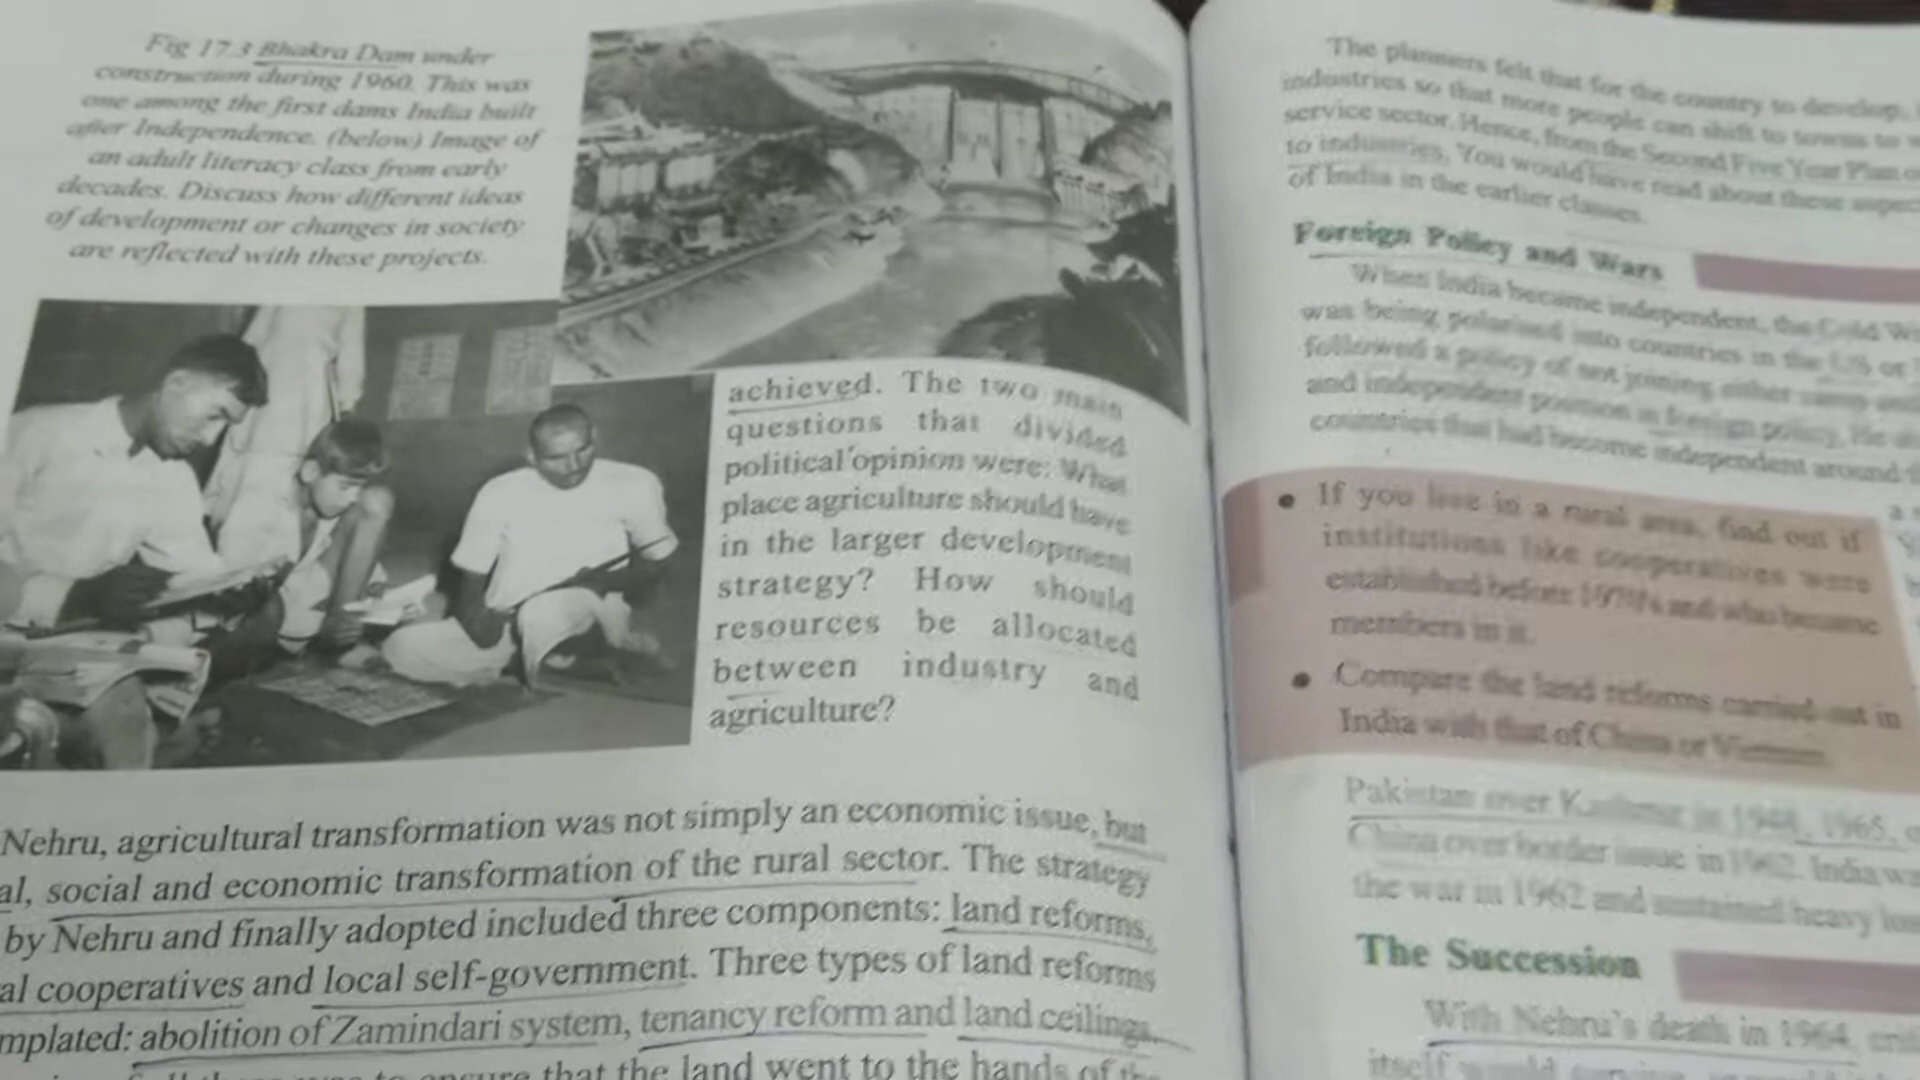 Fig 17.3 Bhakra Dam under
construction during 1960. This was
one among the first dams India built
after Independence. (below) Image of
an adult literacy class from early
decades. Discuss how different ideas
of development or changes in society
are reflected with these projects.
achieved. The two main
questions that divided
political opinion were: What
place agriculture should have
in the larger development
strategy? How should
resources be allocated
between industry and
agriculture?
Nehru, agricultural transformation was not simply an economic issue, but
al, social and economic transformation of the rural sector. The strategy
by Nehru and finally adopted included three components: land reforms,
al cooperatives and local self-government. Three types of land reforms
mplated: abolition of Zamindari system, tenancy reform and land ceilings.
that the land went to the hands of the
The planners felt that for the country to develop,
industries so that more people can shift to towns to
service sector. Hence, from the Second Five Year Plan
to industries. You would have read about these
of India in the earlier classes.
Foreign Policy and Wars
When India became independent, the Cold
was being polarised into countries in the US or
followed a policy of not joining either camp
and independent position in foreign policy. He
countries that had become independent around
• If you live in a rural area, find out if
institutions like cooperatives were
established before and who became
members in it.
• Compare the land reforms carried out in
India with that of China or Vietnam
Pakistan over Kashmir in 1948, 1965,
China over border issue in 1962. India
the war in 1962 and sustained heavy
The Succession
With Nehru's death in 1964,
itself would